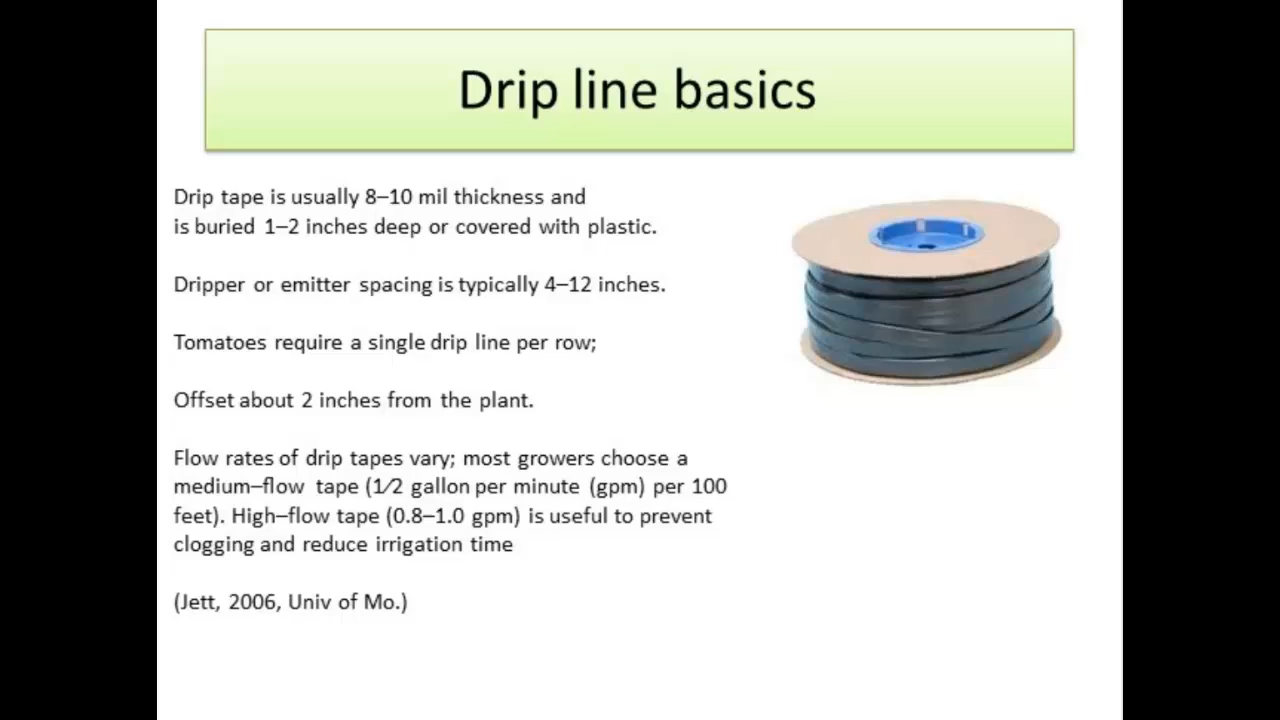 Drip line basics
Drip tape is usually 8–10 mil thickness and
is buried 1–2 inches deep or covered with plastic.
Dripper or emitter spacing is typically 4–12 inches.
Tomatoes require a single drip line per row;
Offset about 2 inches from the plant.
Flow rates of drip tapes vary; most growers choose a
medium–flow tape (1⁄2 gallon per minute (gpm) per 100
feet). High–flow tape (0.8–1.0 gpm) is useful to prevent
clogging and reduce irrigation time
(Jett, 2006, Univ of Mo.)